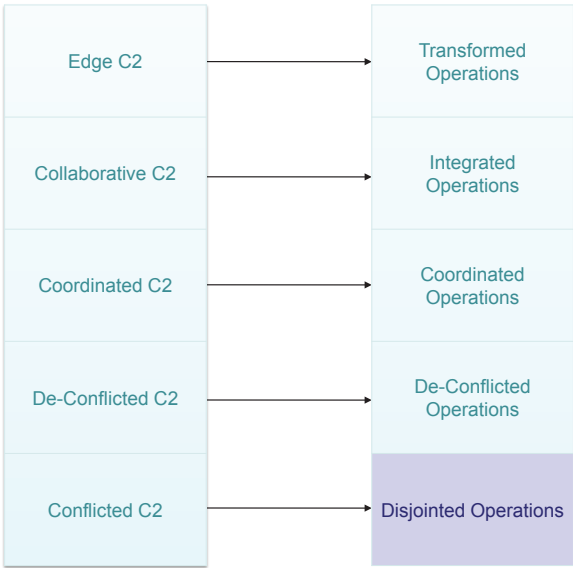 Edge C2
Transformed
Operations
Collaborative C2
Integrated
Operations
Coordinated C2
Coordinated
Operations
De-Conflicted C2
De-Conflicted
Operations
Conflicted C2
Disjointed Operations